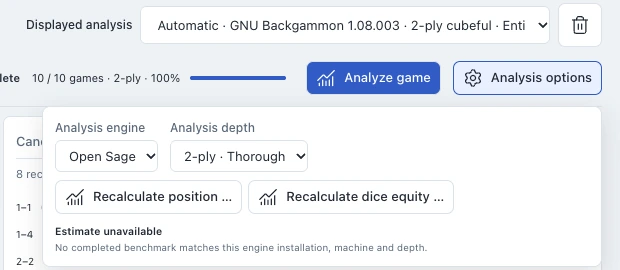 Displayed analysis Automatic · GNU Backgammon 1.08.003 · 2-ply cubeful · Enti
lete 10 / 10 games · 2-ply · 100% Analyze game Analysis options
Analysis engine Analysis depth
Open Sage 2-ply · Thorough
Recalculate position ... Recalculate dice equity ...
Estimate unavailable
No completed benchmark matches this engine installation, machine and depth.
Canc
8 rec
1–1
1–4
2–2